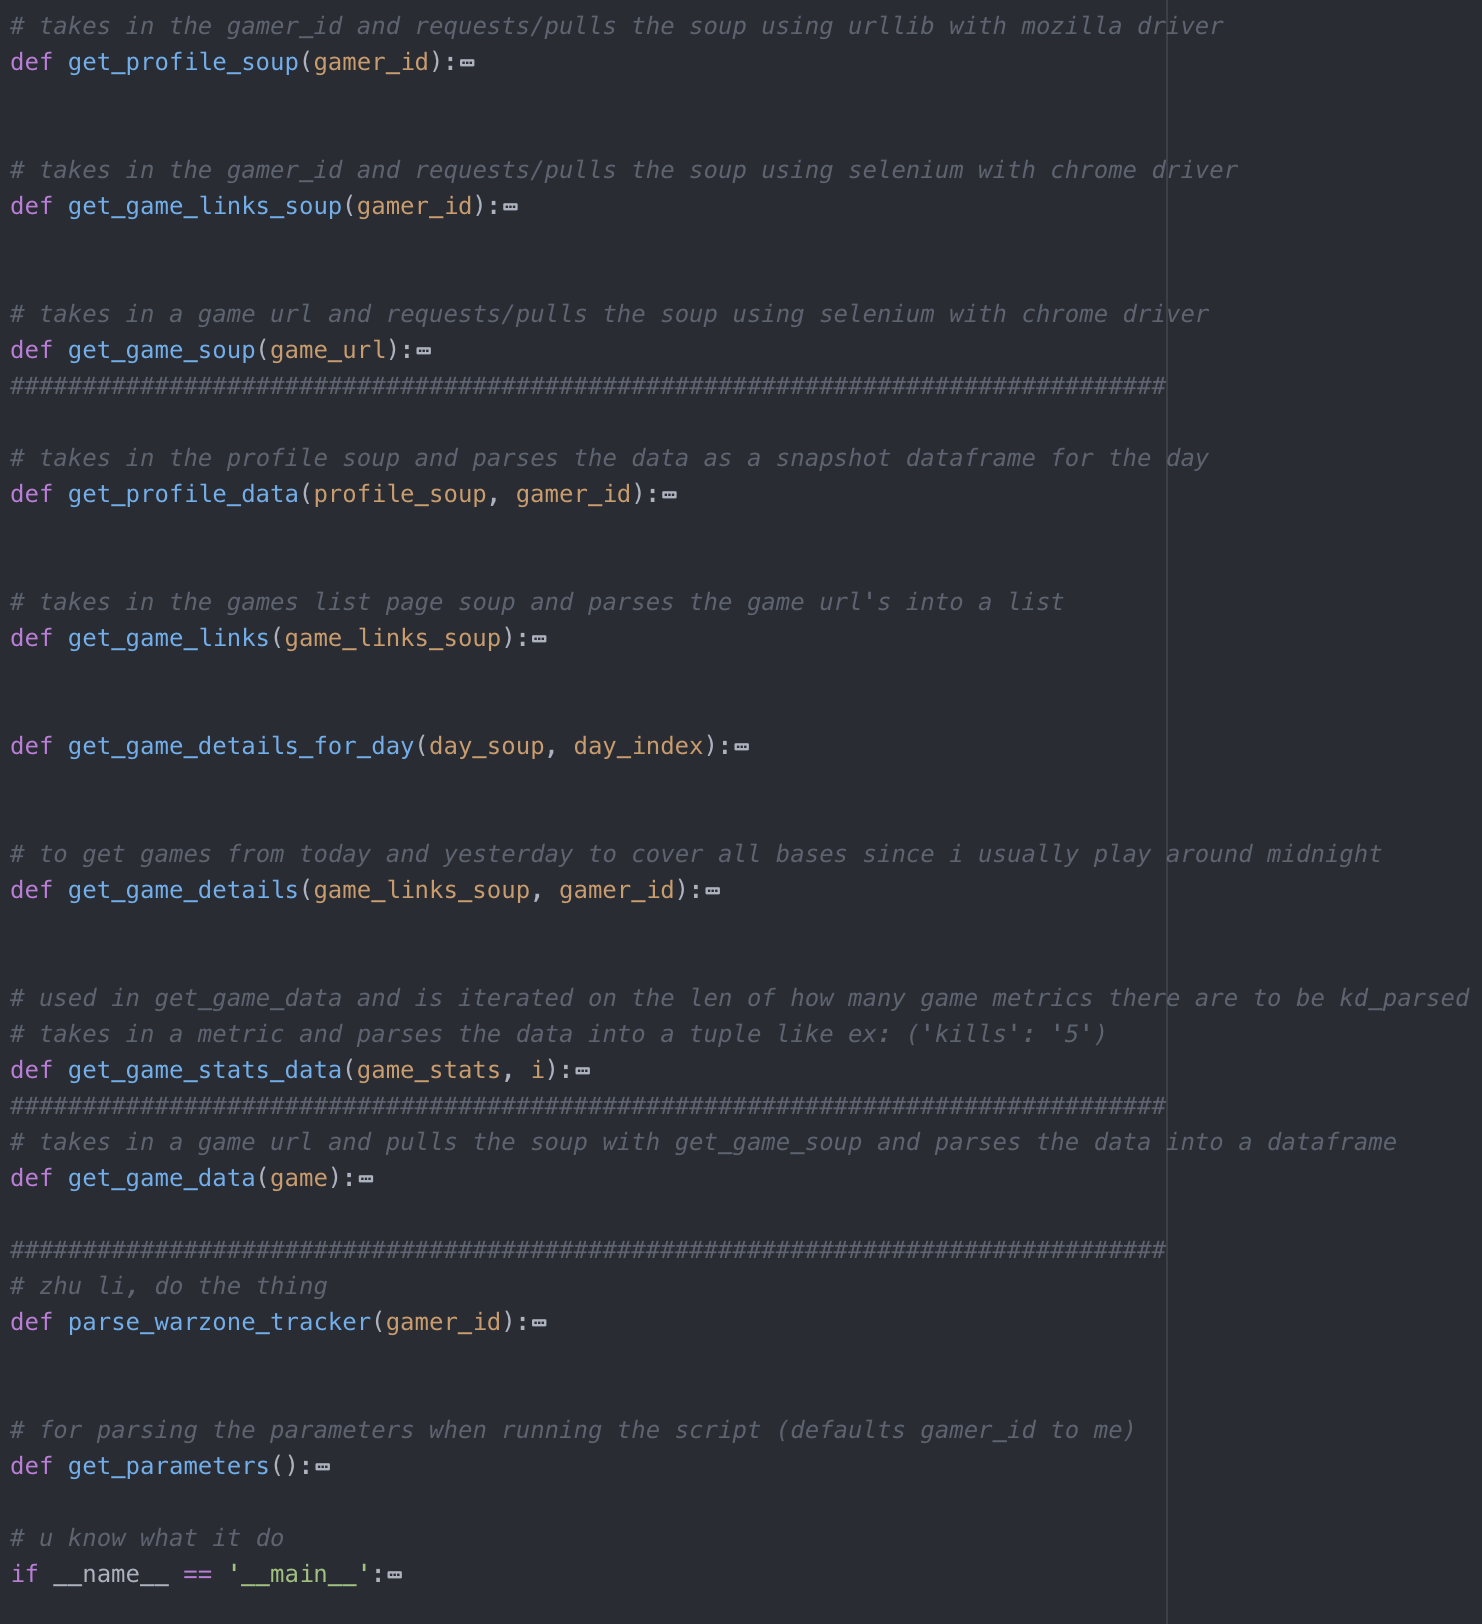 # takes in the gamer_id and requests/pulls the soup using urllib with mozilla driver
def get_profile_soup(gamer_id):
# takes in the gamer_id and requests/pulls the soup using selenium with chrome driver
def get_game_links_soup(gamer_id):
# takes in a game url and requests/pulls the soup using selenium with chrome driver
def get_game_soup(game_url):
################################################################################
# takes in the profile soup and parses the data as a snapshot dataframe for the day
def get_profile_data(profile_soup, gamer_id):
# takes in the games list page soup and parses the game url's into a list
def get_game_links(game_links_soup):
def get_game_details_for_day(day_soup, day_index):
# to get games from today and yesterday to cover all bases since i usually play around midnight
def get_game_details(game_links_soup, gamer_id):
# used in get_game_data and is iterated on the len of how many game metrics there are to be kd_parsed
# takes in a metric and parses the data into a tuple like ex: ('kills': '5')
def get_game_stats_data(game_stats, i):
################################################################################
# takes in a game url and pulls the soup with get_game_soup and parses the data into a dataframe
def get_game_data(game):
################################################################################
# zhu li, do the thing
def parse_warzone_tracker(gamer_id):
# for parsing the parameters when running the script (defaults gamer_id to me)
def get_parameters():
# u know what it do
if __name__ == '__main__':